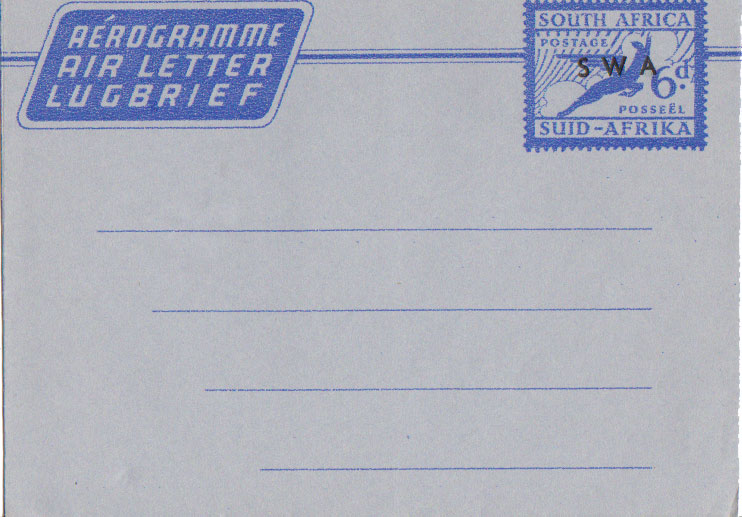 AÉROGRAMME
AIR LETTER
LUGBRIEF
SOUTH AFRICA
POSTAGE
SWA
6d.
POSSEËL
SUID-AFRIKA